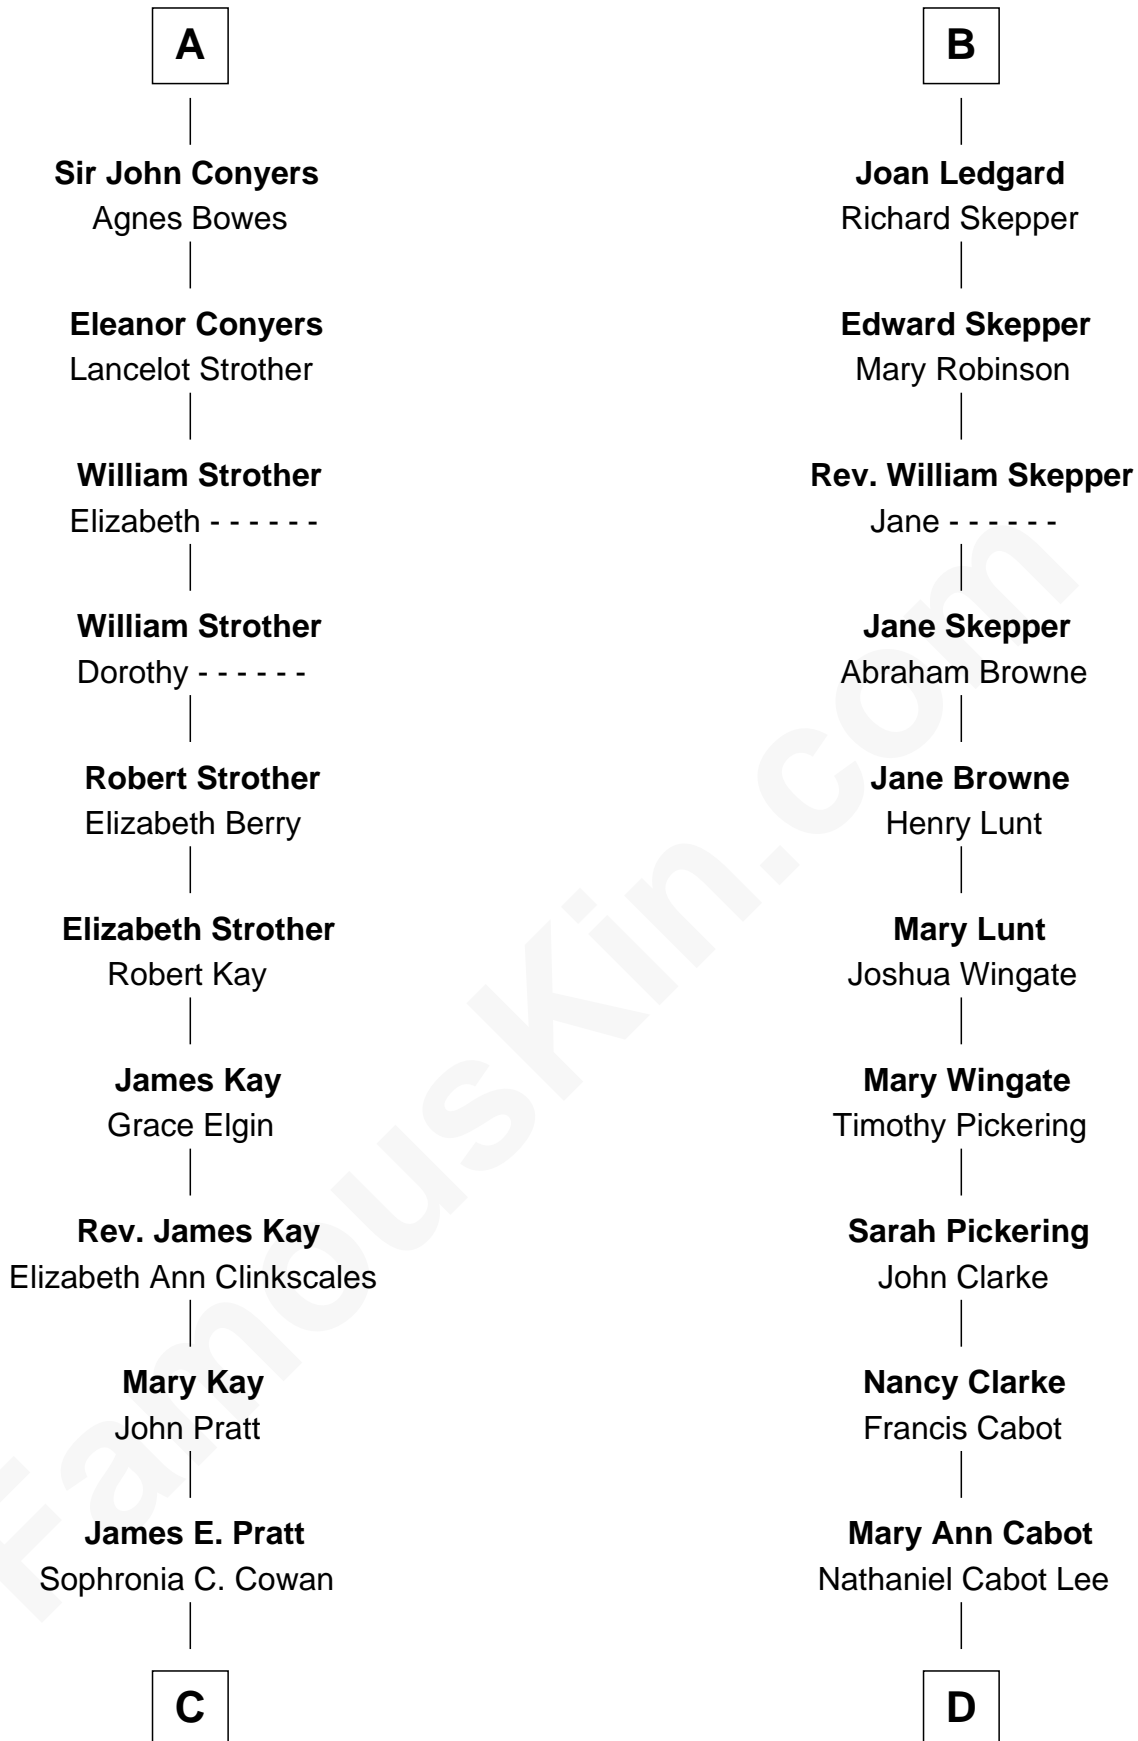 A
Sir John Conyers
Agnes Bowes
Eleanor Conyers
Lancelot Strother
William Strother
Elizabeth - - - - - -
William Strother
Dorothy - - - - - -
Robert Strother
Elizabeth Berry
Elizabeth Strother
Robert Kay
James Kay
Grace Elgin
Rev. James Kay
Elizabeth Ann Clinkscales
Mary Kay
John Pratt
James E. Pratt
Sophronia C. Cowan
C
B
Joan Ledgard
Richard Skepper
Edward Skepper
Mary Robinson
Rev. William Skepper
Jane - - - - - -
Jane Skepper
Abraham Browne
Jane Browne
Henry Lunt
Mary Lunt
Joshua Wingate
Mary Wingate
Timothy Pickering
Sarah Pickering
John Clarke
Nancy Clarke
Francis Cabot
Mary Ann Cabot
Nathaniel Cabot Lee
D
FamousKin.com